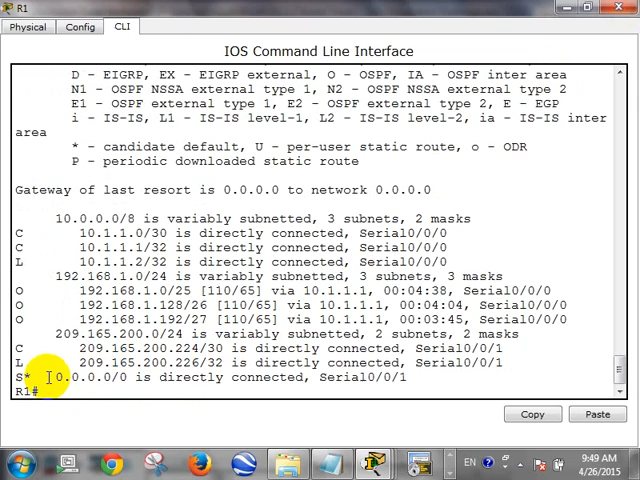 R1
Physical Config CLI
IOS Command Line Interface
D - EIGRP, EX - EIGRP external, O - OSPF, IA - OSPF inter area
N1 - OSPF NSSA external type 1, N2 - OSPF NSSA external type 2
E1 - OSPF external type 1, E2 - OSPF external type 2, E - EGP
i - IS-IS, L1 - IS-IS level-1, L2 - IS-IS level-2, ia - IS-IS inter
area
* - candidate default, U - per-user static route, o - ODR
P - periodic downloaded static route
Gateway of last resort is 0.0.0.0 to network 0.0.0.0
10.0.0.0/8 is variably subnetted, 3 subnets, 2 masks
C 10.1.1.0/30 is directly connected, Serial0/0/0
C 10.1.1.1/32 is directly connected, Serial0/0/0
L 10.1.1.2/32 is directly connected, Serial0/0/0
192.168.1.0/24 is variably subnetted, 3 subnets, 3 masks
O 192.168.1.0/25 [110/65] via 10.1.1.1, 00:04:38, Serial0/0/0
O 192.168.1.128/26 [110/65] via 10.1.1.1, 00:04:04, Serial0/0/0
O 192.168.1.192/27 [110/65] via 10.1.1.1, 00:03:45, Serial0/0/0
209.165.200.0/24 is variably subnetted, 2 subnets, 2 masks
C 209.165.200.224/30 is directly connected, Serial0/0/1
L 209.165.200.226/32 is directly connected, Serial0/0/1
S* 0.0.0.0/0 is directly connected, Serial0/0/1
R1#
Copy Paste
EN
9:49 AM
4/26/2015